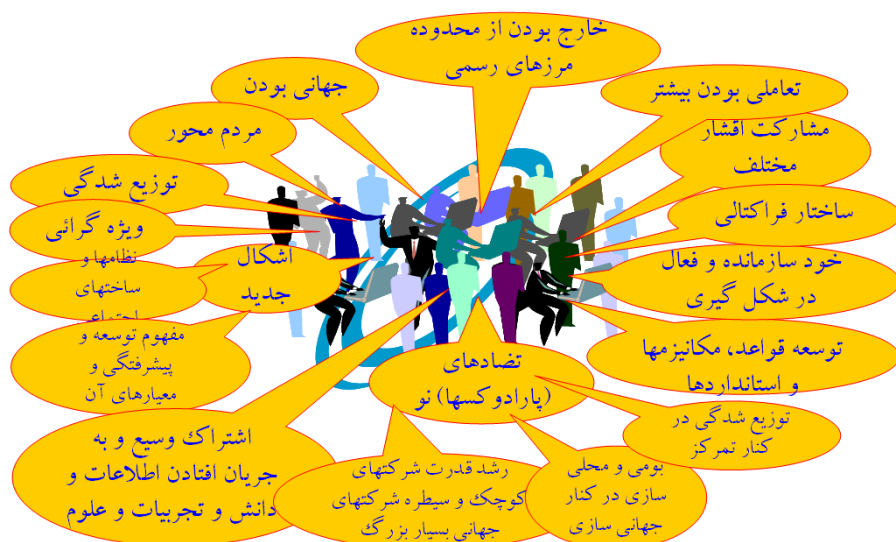 خارج بودن از محدوده
مرزهای رسمی
تعاملی بودن بیشتر
مشارکت اقشار
مختلف
ساختار فراکتالی
خود سازمانده و فعال
در شکل گیری
توسعه قواعد، مکانیزمها
و استانداردها
جهانی بودن
مردم محور
توزیع شدگی
ویژه گرائی
اشکال
جدید
نظامها و
ساختهای
مفهوم توسعه و
پیشرفتگی و
معیارهای آن
اشتراک وسیع و به
جریان افتادن اطلاعات و
دانش و تجربیات و علوم
تضادهای
(پارادوکسها) نو
توزیع شدگی در
کنار تمرکز
بومی و محلی
سازی در کنار
جهانی سازی
رشد قدرت شرکتهای
کوچک و سیطره شرکتهای
جهانی بسیار بزرگ